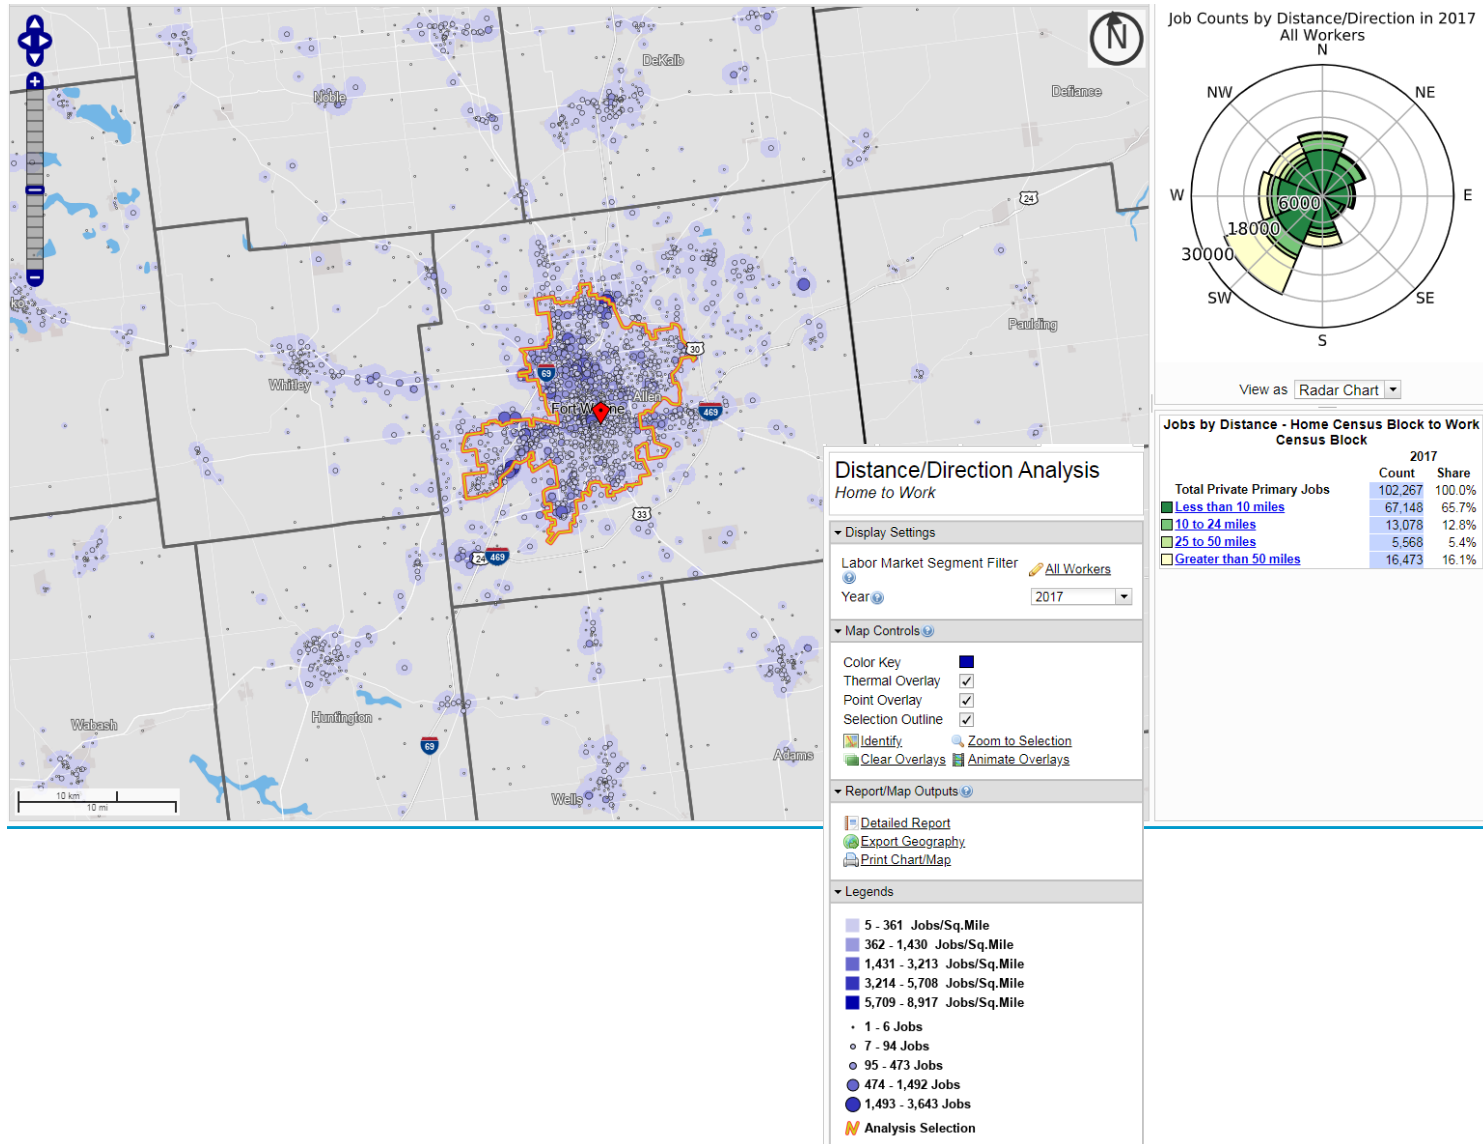 N
DeKalb
Defiance
Noble
24
Paulding
30
Whitley
69
Allen
Fort Wayne
469
33
24
469
Huntington
Wabash
69
Adams
Wells
10 km
10 mi
Job Counts by Distance/Direction in 2017
All Workers
N
NW
NE
W
E
6000
18000
30000
SW
SE
S
View as Radar Chart
Jobs by Distance - Home Census Block to Work
Census Block
2017
Count Share
Total Private Primary Jobs 102,267 100.0%
Less than 10 miles 67,148 65.7%
10 to 24 miles 13,078 12.8%
25 to 50 miles 5,568 5.4%
Greater than 50 miles 16,473 16.1%
Distance/Direction Analysis
Home to Work
Display Settings
Labor Market Segment Filter All Workers
Year 2017
Map Controls
Color Key
Thermal Overlay
Point Overlay
Selection Outline
Identify Zoom to Selection
Clear Overlays Animate Overlays
Report/Map Outputs
Detailed Report
Export Geography
Print Chart/Map
Legends
5 - 361 Jobs/Sq.Mile
362 - 1,430 Jobs/Sq.Mile
1,431 - 3,213 Jobs/Sq.Mile
3,214 - 5,708 Jobs/Sq.Mile
5,709 - 8,917 Jobs/Sq.Mile
1 - 6 Jobs
7 - 94 Jobs
95 - 473 Jobs
474 - 1,492 Jobs
1,493 - 3,643 Jobs
Analysis Selection